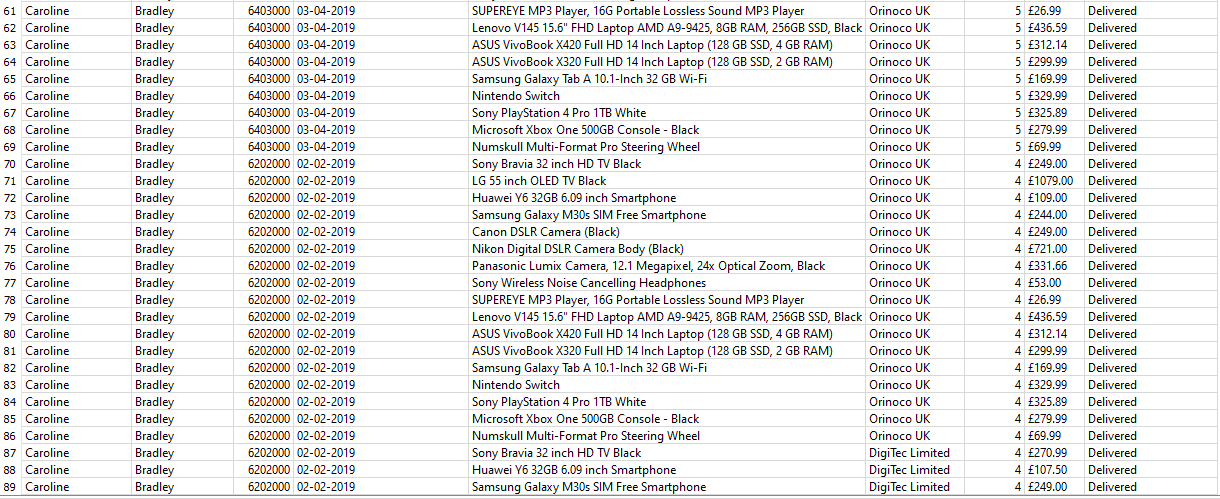 61 Caroline Bradley 6403000 03-04-2019 SUPEREYE MP3 Player, 16G Portable Lossless Sound MP3 Player Orinoco UK 5 £26.99 Delivered
62 Caroline Bradley 6403000 03-04-2019 Lenovo V145 15.6" FHD Laptop AMD A9-9425, 8GB RAM, 256GB SSD, Black Orinoco UK 5 £436.59 Delivered
63 Caroline Bradley 6403000 03-04-2019 ASUS VivoBook X420 Full HD 14 Inch Laptop (128 GB SSD, 4 GB RAM) Orinoco UK 5 £312.14 Delivered
64 Caroline Bradley 6403000 03-04-2019 ASUS VivoBook X320 Full HD 14 Inch Laptop (128 GB SSD, 2 GB RAM) Orinoco UK 5 £299.99 Delivered
65 Caroline Bradley 6403000 03-04-2019 Samsung Galaxy Tab A 10.1-Inch 32 GB Wi-Fi Orinoco UK 5 £169.99 Delivered
66 Caroline Bradley 6403000 03-04-2019 Nintendo Switch Orinoco UK 5 £329.99 Delivered
67 Caroline Bradley 6403000 03-04-2019 Sony PlayStation 4 Pro 1TB White Orinoco UK 5 £325.89 Delivered
68 Caroline Bradley 6403000 03-04-2019 Microsoft Xbox One 500GB Console - Black Orinoco UK 5 £279.99 Delivered
69 Caroline Bradley 6403000 03-04-2019 Numskull Multi-Format Pro Steering Wheel Orinoco UK 5 £69.99 Delivered
70 Caroline Bradley 6202000 02-02-2019 Sony Bravia 32 inch HD TV Black Orinoco UK 4 £249.00 Delivered
71 Caroline Bradley 6202000 02-02-2019 LG 55 inch OLED TV Black Orinoco UK 4 £1079.00 Delivered
72 Caroline Bradley 6202000 02-02-2019 Huawei Y6 32GB 6.09 inch Smartphone Orinoco UK 4 £109.00 Delivered
73 Caroline Bradley 6202000 02-02-2019 Samsung Galaxy M30s SIM Free Smartphone Orinoco UK 4 £244.00 Delivered
74 Caroline Bradley 6202000 02-02-2019 Canon DSLR Camera (Black) Orinoco UK 4 £249.00 Delivered
75 Caroline Bradley 6202000 02-02-2019 Nikon Digital DSLR Camera Body (Black) Orinoco UK 4 £721.00 Delivered
76 Caroline Bradley 6202000 02-02-2019 Panasonic Lumix Camera, 12.1 Megapixel, 24x Optical Zoom, Black Orinoco UK 4 £331.66 Delivered
77 Caroline Bradley 6202000 02-02-2019 Sony Wireless Noise Cancelling Headphones Orinoco UK 4 £53.00 Delivered
78 Caroline Bradley 6202000 02-02-2019 SUPEREYE MP3 Player, 16G Portable Lossless Sound MP3 Player Orinoco UK 4 £26.99 Delivered
79 Caroline Bradley 6202000 02-02-2019 Lenovo V145 15.6" FHD Laptop AMD A9-9425, 8GB RAM, 256GB SSD, Black Orinoco UK 4 £436.59 Delivered
80 Caroline Bradley 6202000 02-02-2019 ASUS VivoBook X420 Full HD 14 Inch Laptop (128 GB SSD, 4 GB RAM) Orinoco UK 4 £312.14 Delivered
81 Caroline Bradley 6202000 02-02-2019 ASUS VivoBook X320 Full HD 14 Inch Laptop (128 GB SSD, 2 GB RAM) Orinoco UK 4 £299.99 Delivered
82 Caroline Bradley 6202000 02-02-2019 Samsung Galaxy Tab A 10.1-Inch 32 GB Wi-Fi Orinoco UK 4 £169.99 Delivered
83 Caroline Bradley 6202000 02-02-2019 Nintendo Switch Orinoco UK 4 £329.99 Delivered
84 Caroline Bradley 6202000 02-02-2019 Sony PlayStation 4 Pro 1TB White Orinoco UK 4 £325.89 Delivered
85 Caroline Bradley 6202000 02-02-2019 Microsoft Xbox One 500GB Console - Black Orinoco UK 4 £279.99 Delivered
86 Caroline Bradley 6202000 02-02-2019 Numskull Multi-Format Pro Steering Wheel Orinoco UK 4 £69.99 Delivered
87 Caroline Bradley 6202000 02-02-2019 Sony Bravia 32 inch HD TV Black DigiTec Limited 4 £270.99 Delivered
88 Caroline Bradley 6202000 02-02-2019 Huawei Y6 32GB 6.09 inch Smartphone DigiTec Limited 4 £107.50 Delivered
89 Caroline Bradley 6202000 02-02-2019 Samsung Galaxy M30s SIM Free Smartphone DigiTec Limited 4 £249.00 Delivered